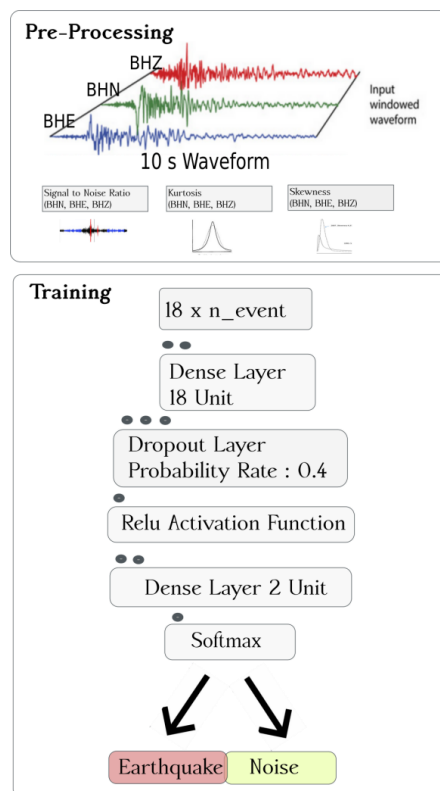 Pre-Processing
BHZ
BHN
BHE
Input
windowed
waveform
10 s Waveform
Signal to Noise Ratio
(BHN, BHE, BHZ)
Kurtosis
(BHN, BHE, BHZ)
Skewness
(BHN, BHE, BHZ)
Training
18 x n_event
Dense Layer
18 Unit
Dropout Layer
Probability Rate : 0.4
Relu Activation Function
Dense Layer 2 Unit
Softmax
Earthquake
Noise